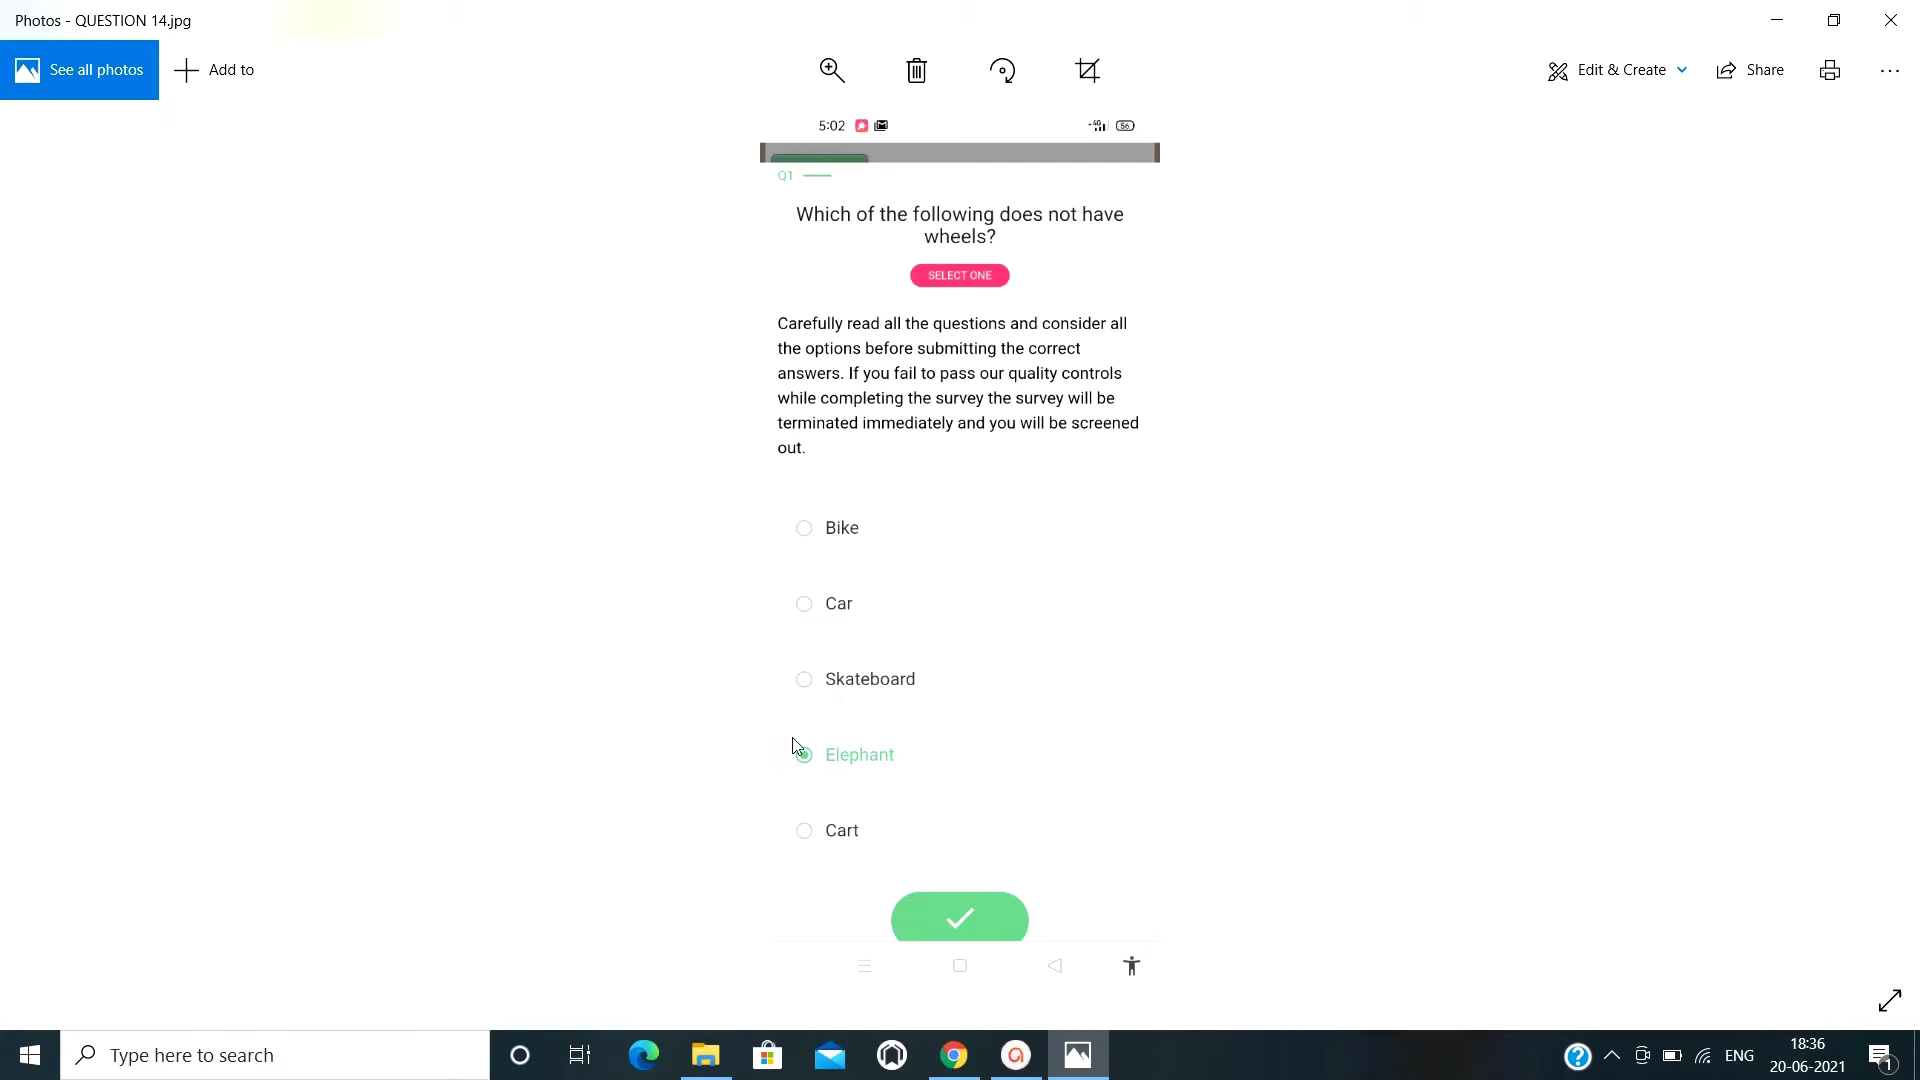 Photos - QUESTION 14.jpg
See all photos
Add to
Edit & Create
Share
5:02
4G
56
Q1
Which of the following does not have
wheels?
SELECT ONE
Carefully read all the questions and consider all
the options before submitting the correct
answers. If you fail to pass our quality controls
while completing the survey the survey will be
terminated immediately and you will be screened
out.
Bike
Car
Skateboard
Elephant
Cart
Type here to search
ENG
18:36
20-06-2021
1